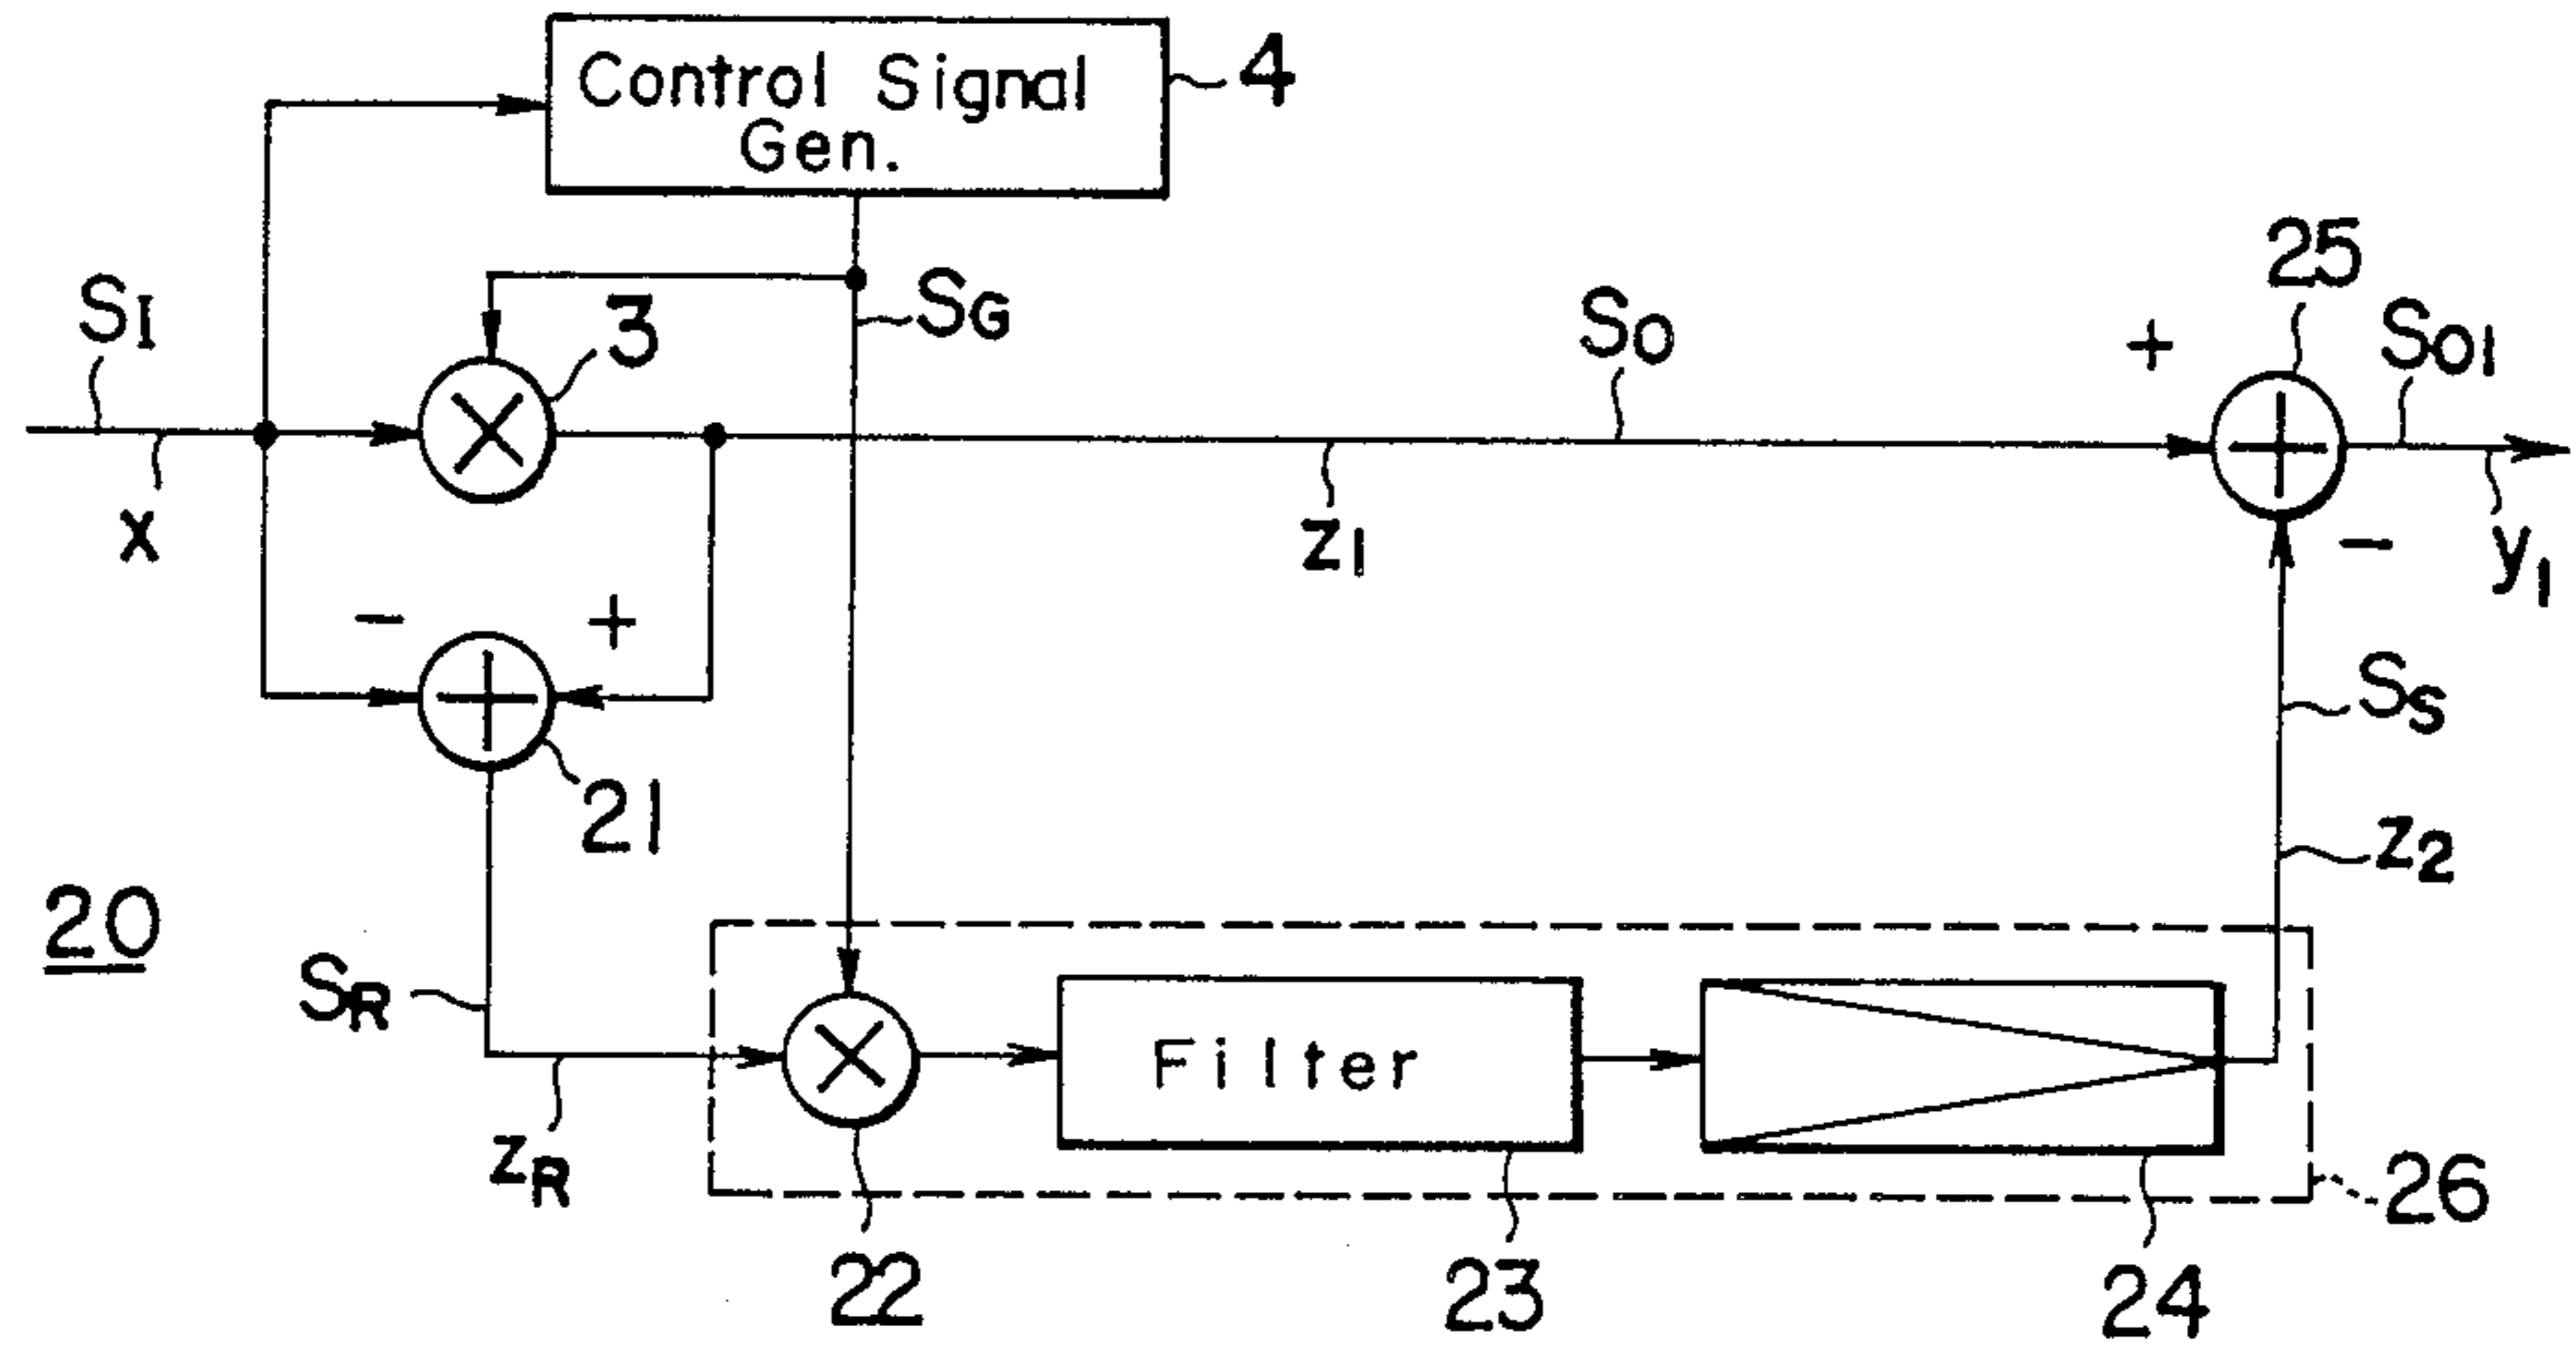 Control Signal
Gen.
4
SI
3
SG
SO
25
+
SO1
x
z1
−
y1
−
+
SS
21
z2
20
SR
Filter
zR
26
22
23
24